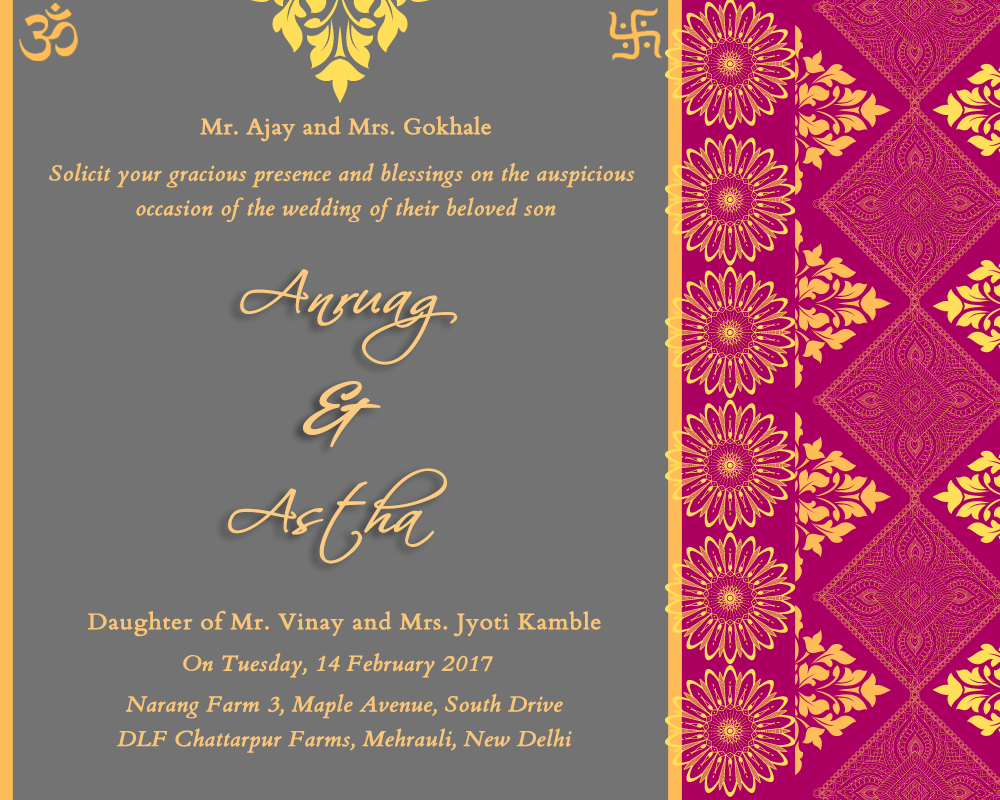 ॐ
Mr. Ajay and Mrs. Gokhale
Solicit your gracious presence and blessings on the auspicious
occasion of the wedding of their beloved son
Anruag
&
Astha
Daughter of Mr. Vinay and Mrs. Jyoti Kamble
On Tuesday, 14 February 2017
Narang Farm 3, Maple Avenue, South Drive
DLF Chattarpur Farms, Mehrauli, New Delhi